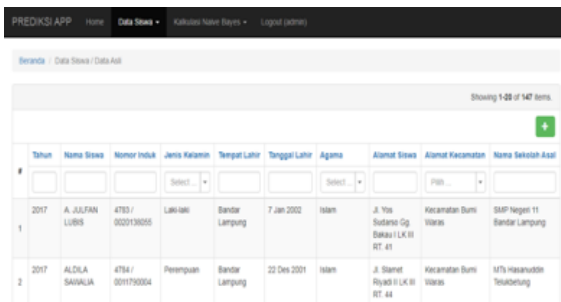 PREDIKSI APP Home Data Siswa Kalkulasi Naive Bayes Logout (admin)
Beranda / Data Siswa / Data Asli
Showing 1-20 of 147 items.
+
# Tahun Nama Siswa Nomor Induk Jenis Kelamin Tempat Lahir Tanggal Lahir Agama Alamat Siswa Alamat Kecamatan Nama Sekolah Asal
Select ... Select ... Pilih ...
2017 A. JULFAN 4783 / Laki-laki Bandar 7 Jan 2002 Islam Jl. Yos Kecamatan Bumi SMP Negeri 11
LUBIS 0020138055 Lampung Sudarso Gg. Waras Bandar Lampung
1 Bakau I LK III
RT. 41
2017 ALDILA 4784 / Perempuan Bandar 22 Des 2001 Islam Jl. Slamet Kecamatan Bumi MTs Hasanuddin
SAWALIA 0011790004 Lampung Riyadi II LK III Waras Telukbetung
2 RT. 44